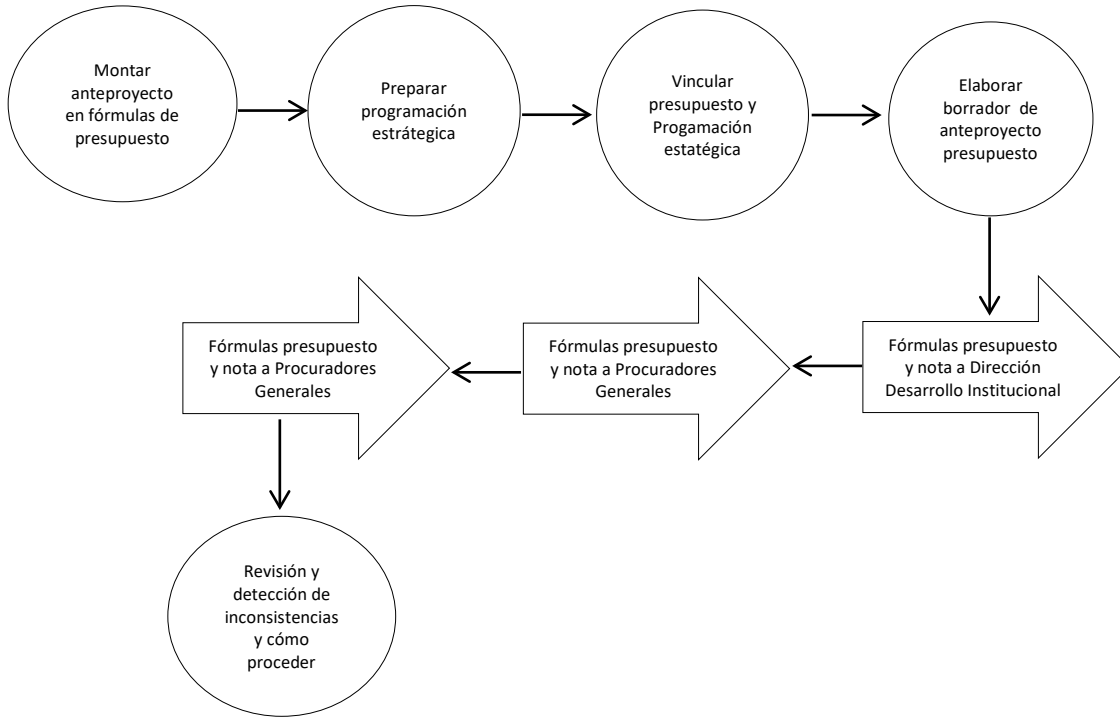 Montar
anteproyecto
en fórmulas de
presupuesto
Preparar
programación
estrátegica
Vincular
presupuesto y
Progamación
estatégica
Elaborar
borrador de
anteproyecto
presupuesto
Fórmulas presupuesto
y nota a Procuradores
Generales
Fórmulas presupuesto
y nota a Procuradores
Generales
Fórmulas presupuesto
y nota a Dirección
Desarrollo Institucional
Revisión y
detección de
inconsistencias
y cómo
proceder